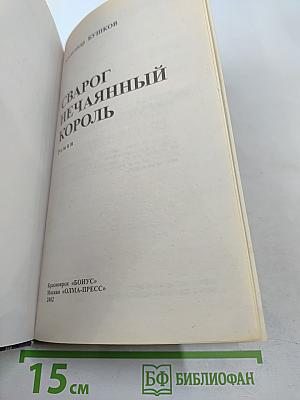 БУШКОВ
СВАРОГ
НЕЧАЯННЫЙ
КОРОЛЬ
Роман
Красноярск «БОНУС»
Москва «ОЛМА-ПРЕСС»
2002
15 см
БФ БИБЛИОФАН